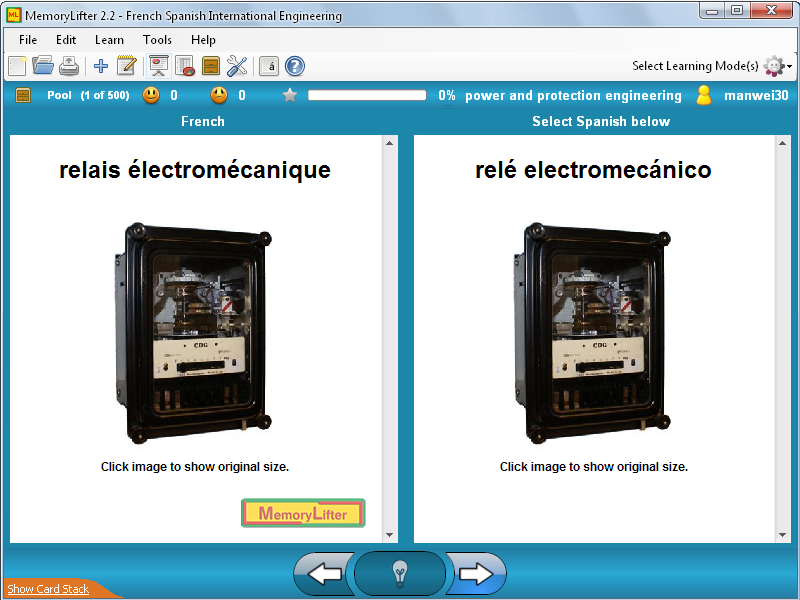 ML MemoryLifter 2.2 - French Spanish International Engineering
File Edit Learn Tools Help
á ? Select Learning Mode(s)
Pool (1 of 500) 0 0 0% power and protection engineering manwei30
French Select Spanish below
relais électromécanique
relé electromecánico
CDG
CDG
Click image to show original size.
Click image to show original size.
MemoryLifter
Show Card Stack